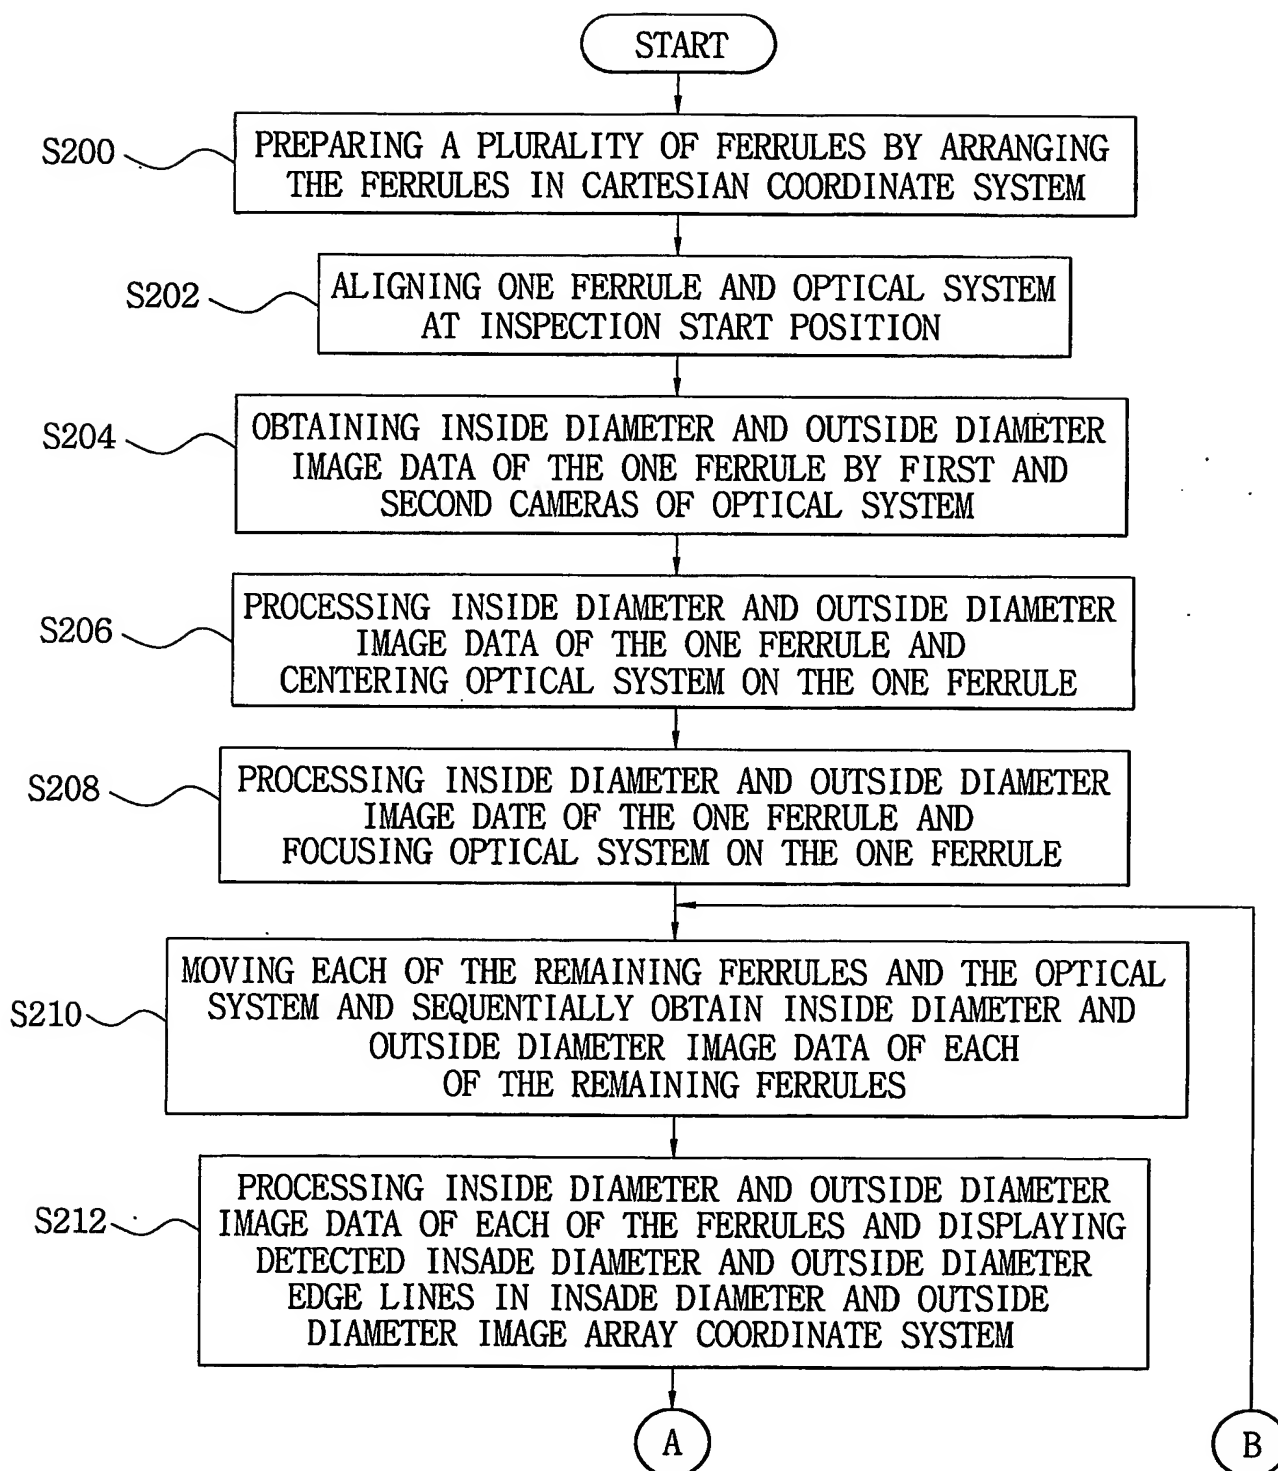 START
S200
PREPARING A PLURALITY OF FERRULES BY ARRANGING
THE FERRULES IN CARTESIAN COORDINATE SYSTEM
S202
ALIGNING ONE FERRULE AND OPTICAL SYSTEM
AT INSPECTION START POSITION
S204
OBTAINING INSIDE DIAMETER AND OUTSIDE DIAMETER
IMAGE DATA OF THE ONE FERRULE BY FIRST AND
SECOND CAMERAS OF OPTICAL SYSTEM
S206
PROCESSING INSIDE DIAMETER AND OUTSIDE DIAMETER
IMAGE DATA OF THE ONE FERRULE AND
CENTERING OPTICAL SYSTEM ON THE ONE FERRULE
S208
PROCESSING INSIDE DIAMETER AND OUTSIDE DIAMETER
IMAGE DATE OF THE ONE FERRULE AND
FOCUSING OPTICAL SYSTEM ON THE ONE FERRULE
S210
MOVING EACH OF THE REMAINING FERRULES AND THE OPTICAL
SYSTEM AND SEQUENTIALLY OBTAIN INSIDE DIAMETER AND
OUTSIDE DIAMETER IMAGE DATA OF EACH
OF THE REMAINING FERRULES
S212
PROCESSING INSIDE DIAMETER AND OUTSIDE DIAMETER
IMAGE DATA OF EACH OF THE FERRULES AND DISPLAYING
DETECTED INSADE DIAMETER AND OUTSIDE DIAMETER
EDGE LINES IN INSADE DIAMETER AND OUTSIDE
DIAMETER IMAGE ARRAY COORDINATE SYSTEM
A
B